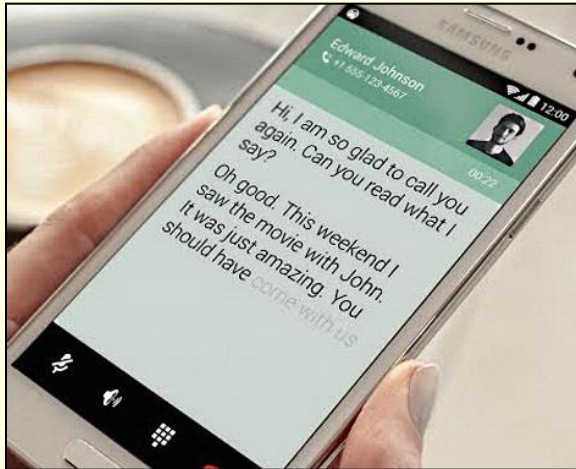 SAMSUNG
12:00
Edward Johnson
+1 555-123-4567
00:22
Hi, I am so glad to call you
again. Can you read what I
say?
Oh good. This weekend I
saw the movie with John.
It was just amazing. You
should have come with us